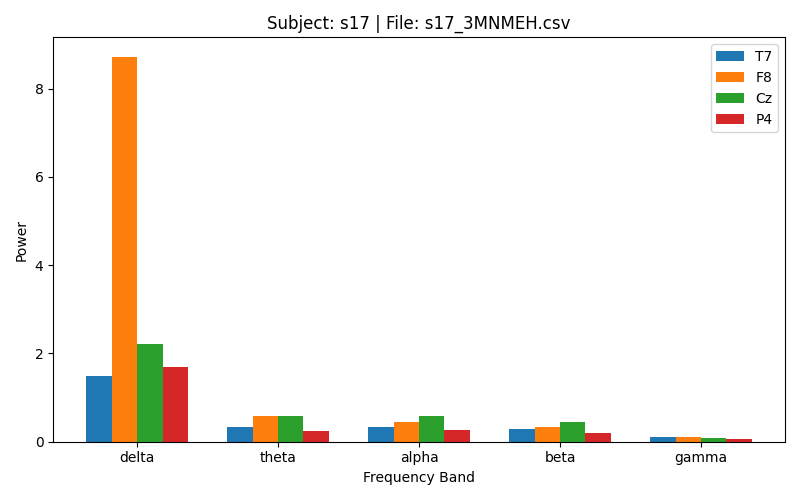 Subject: s17 | File: s17_3MNMEH.csv
T7
F8
Cz
P4
8
6
4
2
0
Power
delta theta alpha beta gamma
Frequency Band